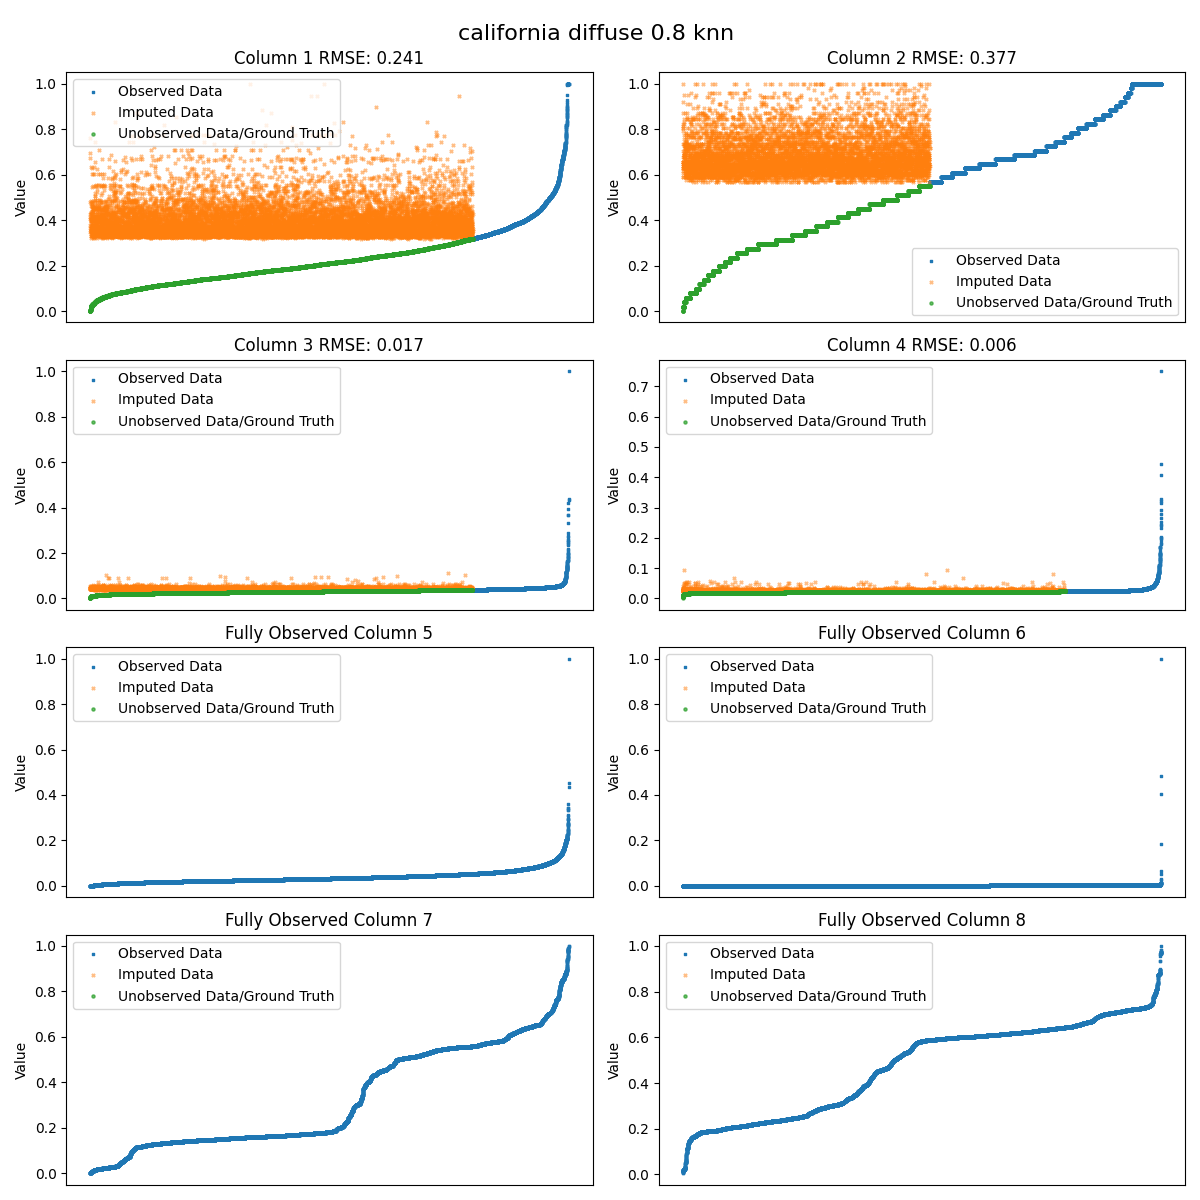 california diffuse 0.8 knn
Column 1 RMSE: 0.241
Value
1.0
0.8
0.6
0.4
0.2
0.0
Observed Data
Imputed Data
Unobserved Data/Ground Truth
Column 2 RMSE: 0.377
Value
1.0
0.8
0.6
0.4
0.2
0.0
Observed Data
Imputed Data
Unobserved Data/Ground Truth
Column 3 RMSE: 0.017
Value
1.0
0.8
0.6
0.4
0.2
0.0
Observed Data
Imputed Data
Unobserved Data/Ground Truth
Column 4 RMSE: 0.006
Value
0.7
0.6
0.5
0.4
0.3
0.2
0.1
0.0
Observed Data
Imputed Data
Unobserved Data/Ground Truth
Fully Observed Column 5
Value
1.0
0.8
0.6
0.4
0.2
0.0
Observed Data
Imputed Data
Unobserved Data/Ground Truth
Fully Observed Column 6
Value
1.0
0.8
0.6
0.4
0.2
0.0
Observed Data
Imputed Data
Unobserved Data/Ground Truth
Fully Observed Column 7
Value
1.0
0.8
0.6
0.4
0.2
0.0
Observed Data
Imputed Data
Unobserved Data/Ground Truth
Fully Observed Column 8
Value
1.0
0.8
0.6
0.4
0.2
0.0
Observed Data
Imputed Data
Unobserved Data/Ground Truth